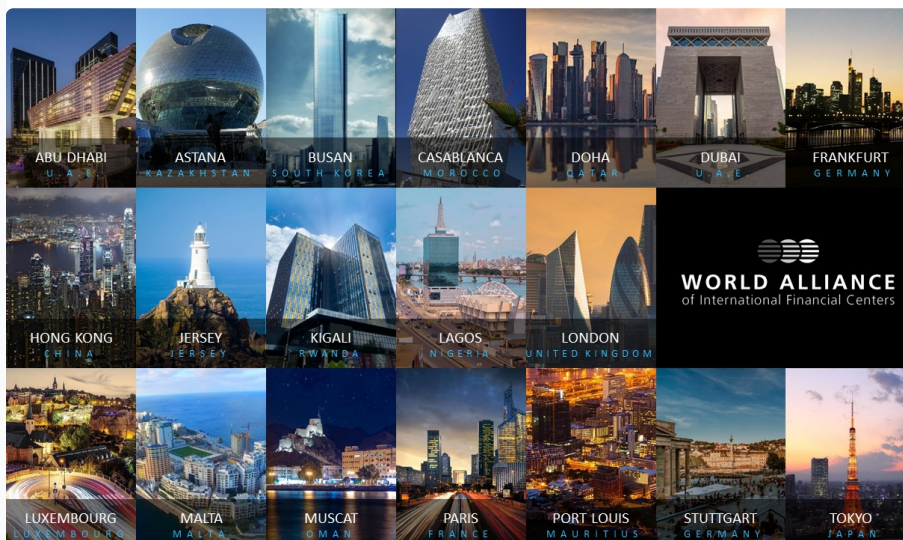 ABU DHABI
U.A.E.
ASTANA
KAZAKHSTAN
BUSAN
SOUTH KOREA
CASABLANCA
MOROCCO
DOHA
QATAR
DUBAI
U.A.E.
FRANKFURT
GERMANY
HONG KONG
CHINA
JERSEY
JERSEY
KIGALI
RWANDA
LAGOS
NIGERIA
LONDON
UNITED KINGDOM
WORLD ALLIANCE
of International Financial Centers
LUXEMBOURG
LUXEMBOURG
MALTA
MALTA
MUSCAT
OMAN
PARIS
FRANCE
PORT LOUIS
MAURITIUS
STUTTGART
GERMANY
TOKYO
JAPAN